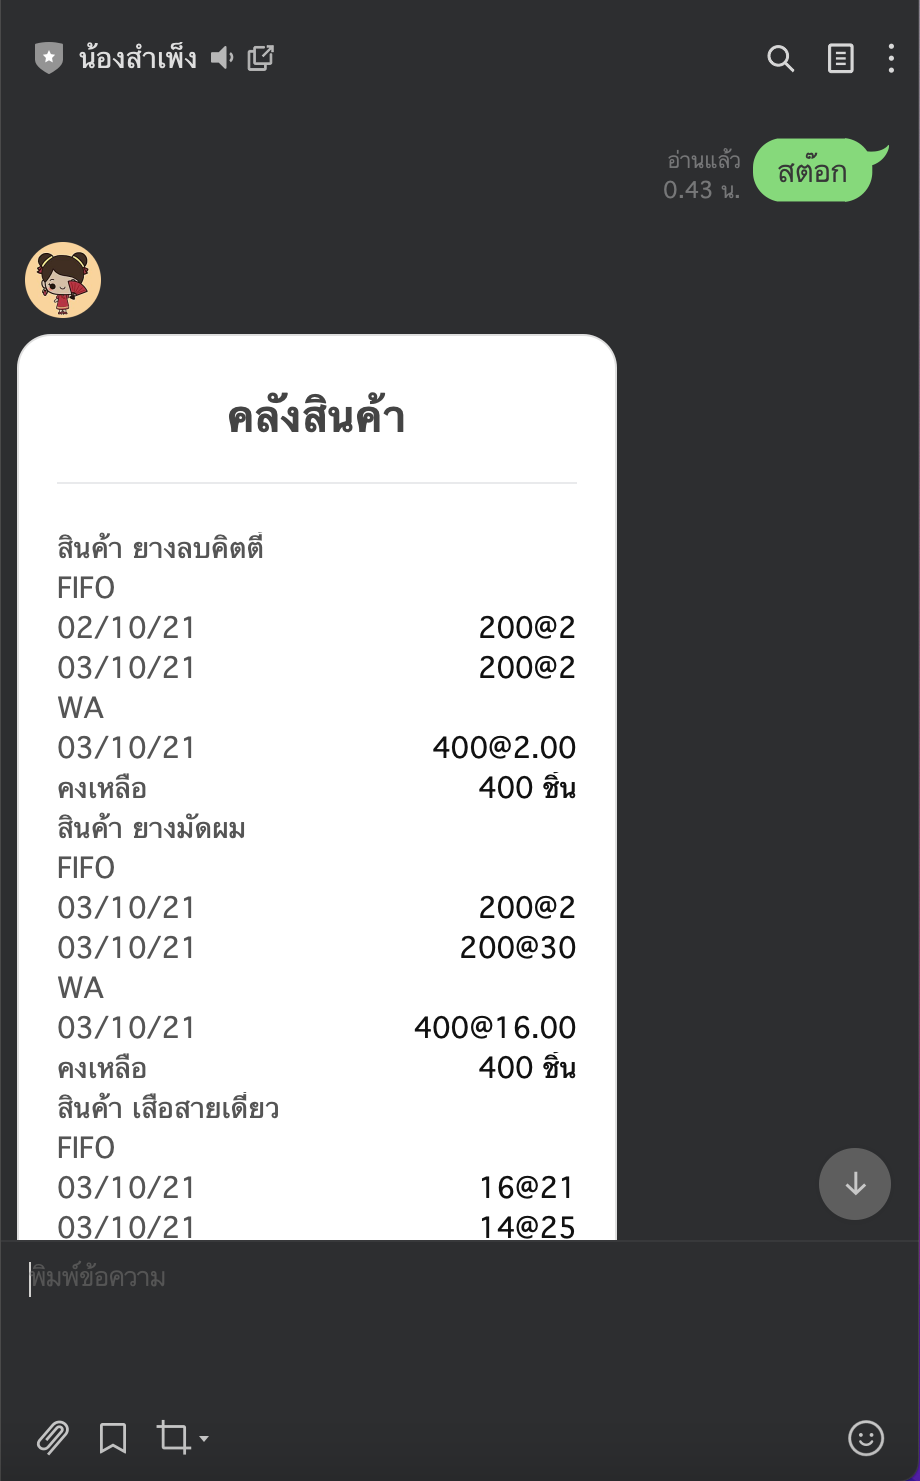 น้องสำเพ็ง
สต๊อก
อ่านแล้ว
0.43 น.
คลังสินค้า
สินค้า ยางลบคิตตี้
FIFO
02/10/21 200@2
03/10/21 200@2
WA
03/10/21 400@2.00
คงเหลือ 400 ชิ้น
สินค้า ยางมัดผม
FIFO
03/10/21 200@2
03/10/21 200@30
WA
03/10/21 400@16.00
คงเหลือ 400 ชิ้น
สินค้า เสื้อสายเดี่ยว
FIFO
03/10/21 16@21
03/10/21 14@25
พิมพ์ข้อความ